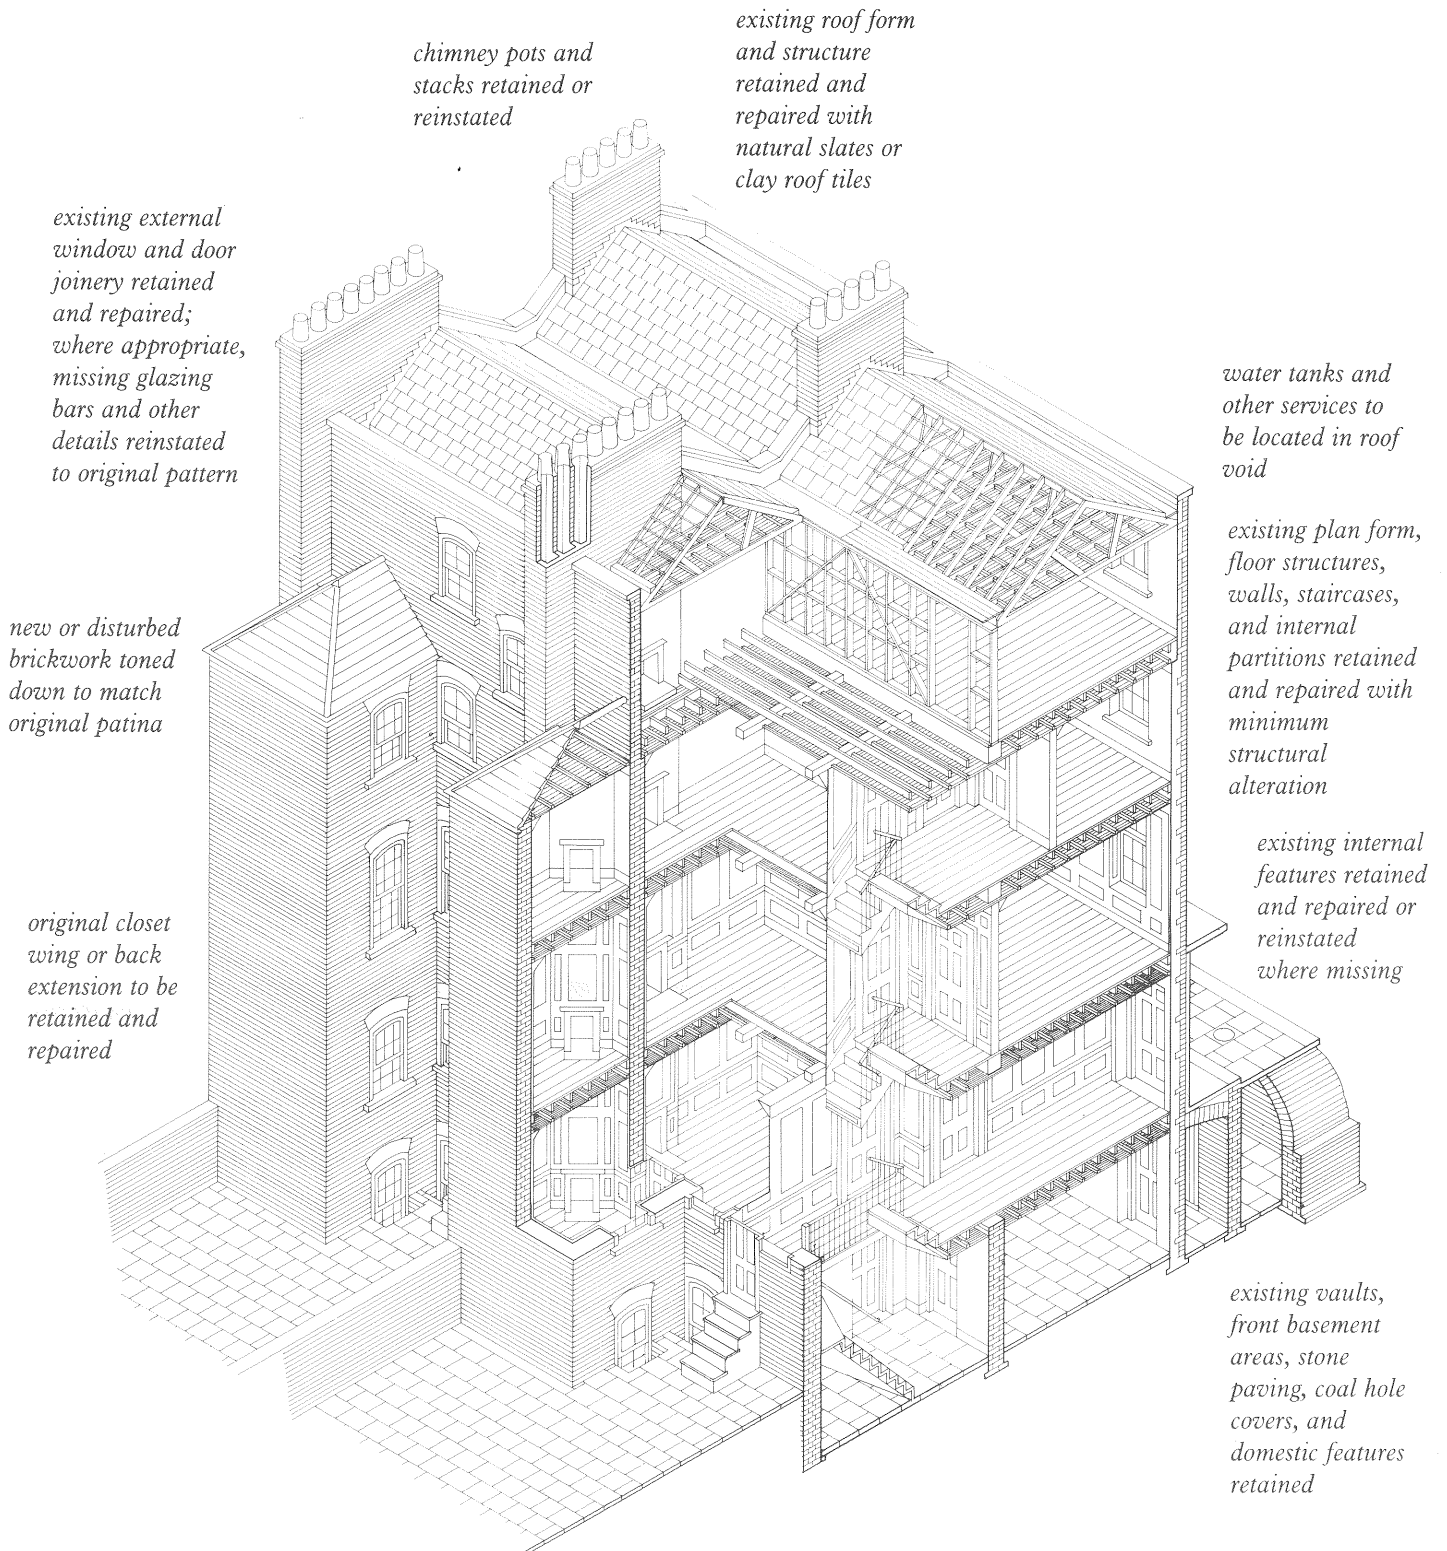 chimney pots and
stacks retained or
reinstated
existing roof form
and structure
retained and
repaired with
natural slates or
clay roof tiles
existing external
window and door
joinery retained
and repaired;
where appropriate,
missing glazing
bars and other
details reinstated
to original pattern
water tanks and
other services to
be located in roof
void
existing plan form,
floor structures,
walls, staircases,
and internal
partitions retained
and repaired with
minimum
structural
alteration
new or disturbed
brickwork toned
down to match
original patina
existing internal
features retained
and repaired or
reinstated
where missing
original closet
wing or back
extension to be
retained and
repaired
existing vaults,
front basement
areas, stone
paving, coal hole
covers, and
domestic features
retained